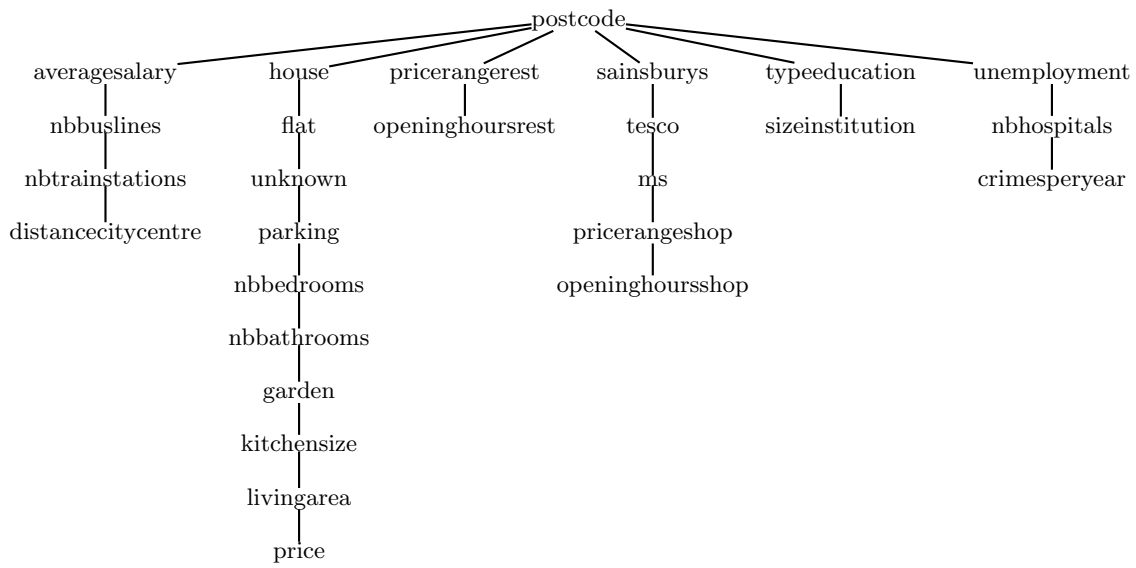 postcode
averagesalary house pricerangerest sainsburys typeeducation unemployment
nbbuslines flat openinghoursrest tesco sizeinstitution nbhospitals
nbtrainstations unknown ms crimesperyear
distancecitycentre parking pricerangeshop
nbbedrooms openinghoursshop
nbbathrooms
garden
kitchensize
livingarea
price